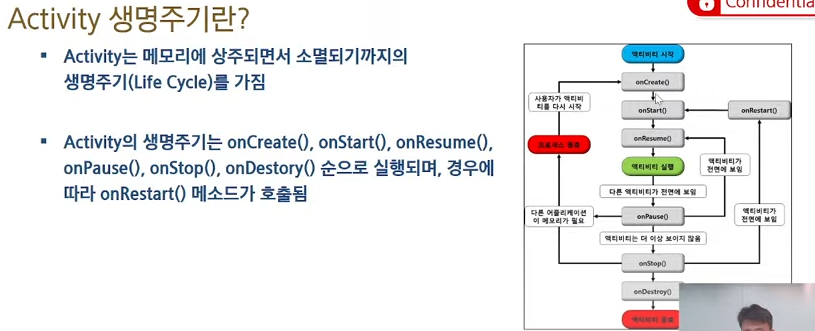 Activity 생명주기란?
Confidential
Activity는 메모리에 상주되면서 소멸되기까지의
생명주기(Life Cycle)를 가짐
Activity의 생명주기는 onCreate(), onStart(), onResume(),
onPause(), onStop(), onDestory() 순으로 실행되며, 경우에
따라 onRestart() 메소드가 호출됨
액티비티 시작
onCreate()
사용자가 액티비
티를 다시 시작
onStart()
onRestart()
onResume()
프로세스 종료
액티비티 실행
액티비티가
전면에 보임
다른 액티비티가 전면에 보임
다른 어플리케이션
이 메모리가 필요
onPause()
액티비티가
전면에 보임
액티비티는 더 이상 보이지 않음
onStop()
onDestroy()
액티비티 종료